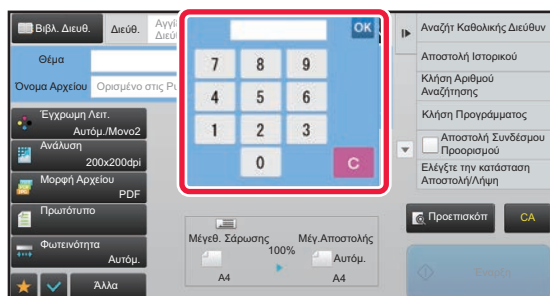 Βιβλ. Διευθ.
Διεύθ.
OK
Αναζήτ Καθολικής Διεύθυν
Θέμα
Αποστολή Ιστορικού
Όνομα Αρχείου
Ορισμένο στις
Κλήση Αριθμού
Αναζήτησης
7 8 9
4 5 6
1 2 3
0 C
Κλήση Προγράμματος
Έγχρωμη Λειτ.
Αυτόμ./Μονο2
Αποστολή Συνδέσμου
Προορισμού
Ανάλυση
200x200dpi
Ελέγξτε την κατάσταση
Αποστολή/Λήψη
Μορφή Αρχείου
PDF
Πρωτότυπο
Προεπισκόπ
CA
Φωτεινότητα
Αυτόμ.
Μέγεθ. Σάρωσης
100%
Μέγ.Αποστολής
Αυτόμ.
A4
A4
Άλλα
Έναρξη